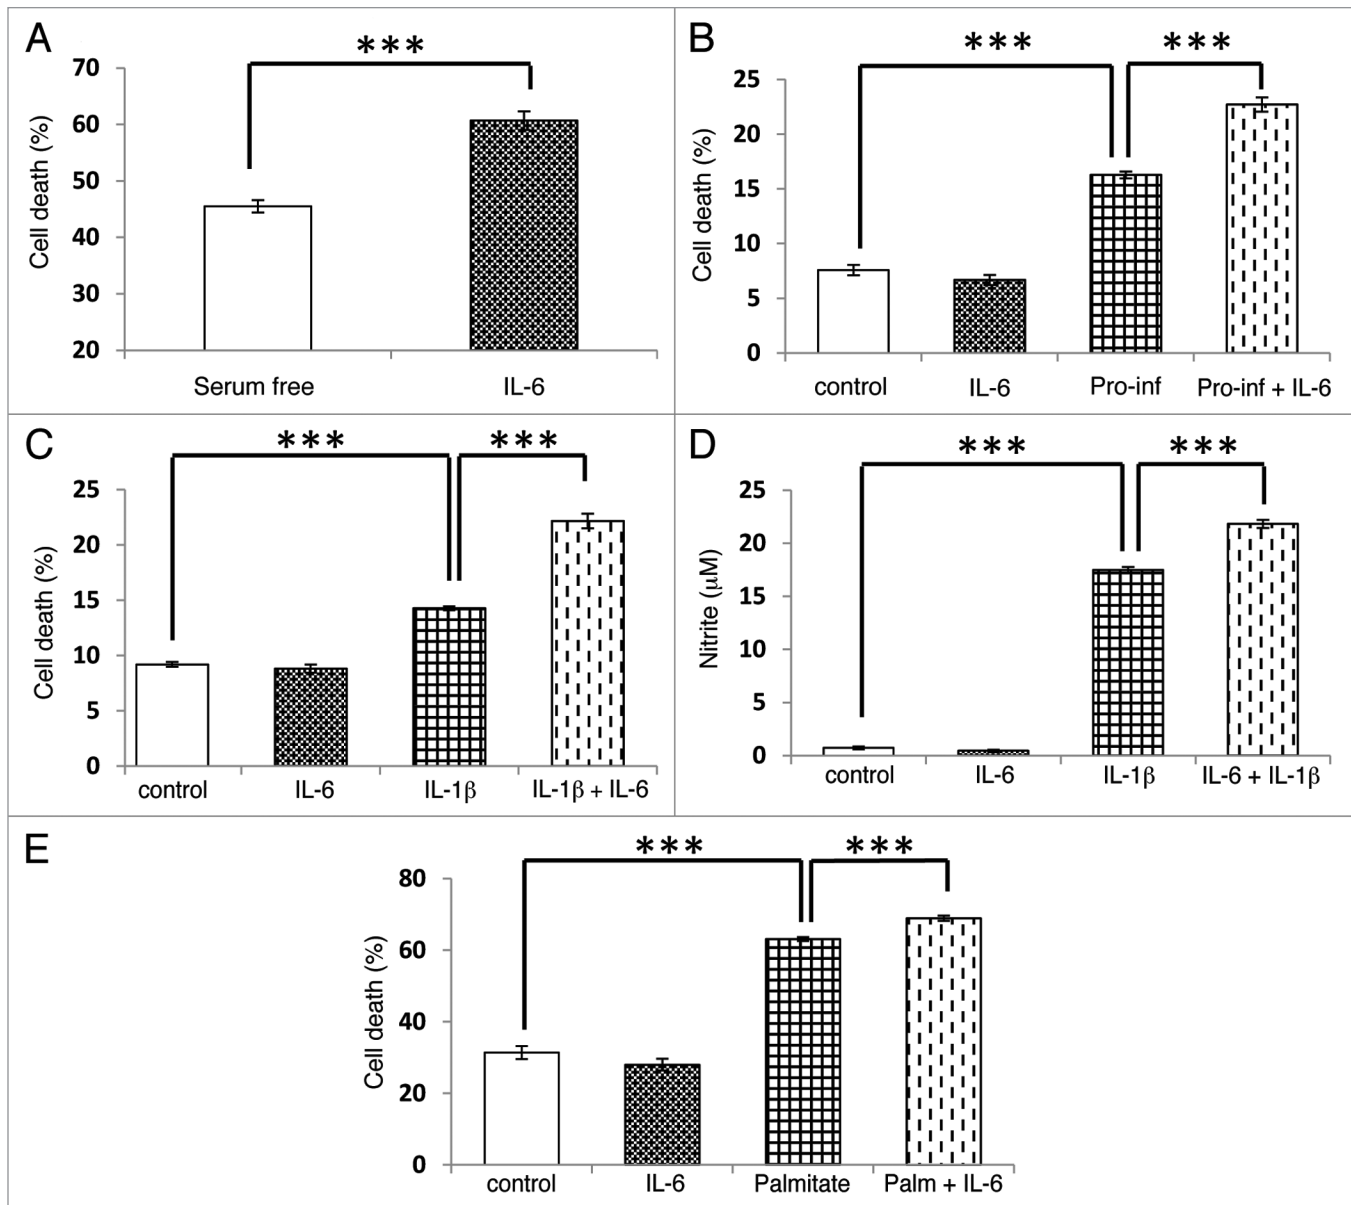 A
***
70
60
50
40
30
20
Cell death (%)
Serum free IL-6
B
*** ***
25
20
15
10
5
0
Cell death (%)
control IL-6 Pro-inf Pro-inf + IL-6
C
*** ***
25
20
15
10
5
0
Cell death (%)
control IL-6 IL-1β IL-1β + IL-6
D
*** ***
25
20
15
10
5
0
Nitrite (μM)
control IL-6 IL-1β IL-6 + IL-1β
E
*** ***
80
60
40
20
0
Cell death (%)
control IL-6 Palmitate Palm + IL-6